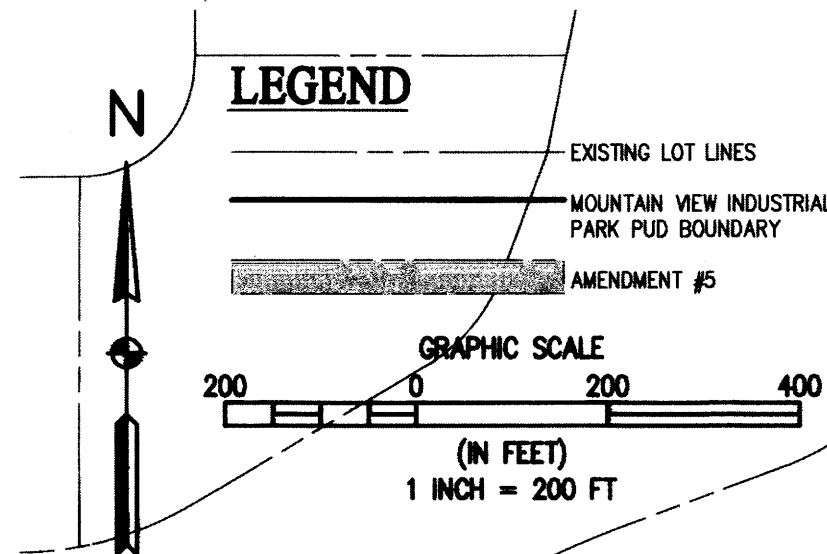 LEGEND
N
EXISTING LOT LINES
MOUNTAIN VIEW INDUSTRIAL
PARK PUD BOUNDARY
AMENDMENT #5
GRAPHIC SCALE
200 0 200 400
(IN FEET)
1 INCH = 200 FT